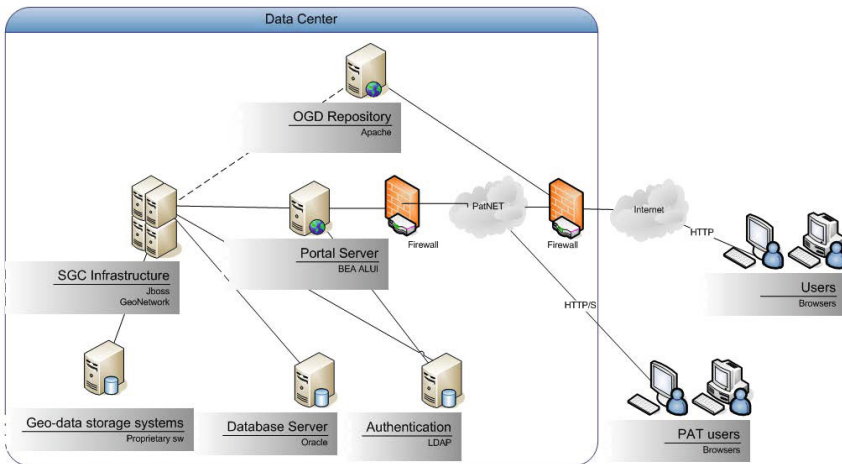 Data Center
OGD Repository
Apache
PatNET
Internet
Firewall
Firewall
HTTP
Portal Server
BEA ALUI
SGC Infrastructure
Jboss
GeoNetwork
Users
Browsers
HTTP/S
Geo-data storage systems
Proprietary sw
Database Server
Oracle
Authentication
LDAP
PAT users
Browsers